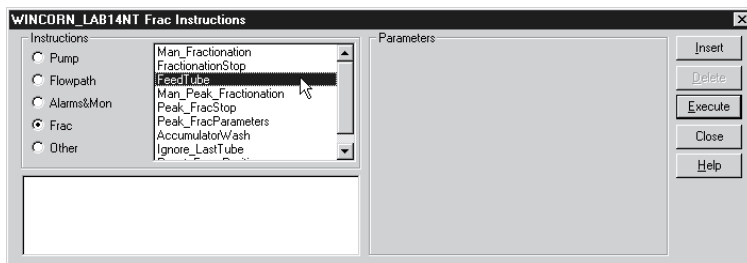 WINCORN_LAB14NT Frac Instructions
Instructions
Pump
Flowpath
Alarms&Mon
Frac
Other
Man_Fractionation
FractionationStop
FeedTube
Man_Peak_Fractionation
Peak_FracStop
Peak_FracParameters
AccumulatorWash
Ignore_LastTube
Parameters
Insert
Delete
Execute
Close
Help